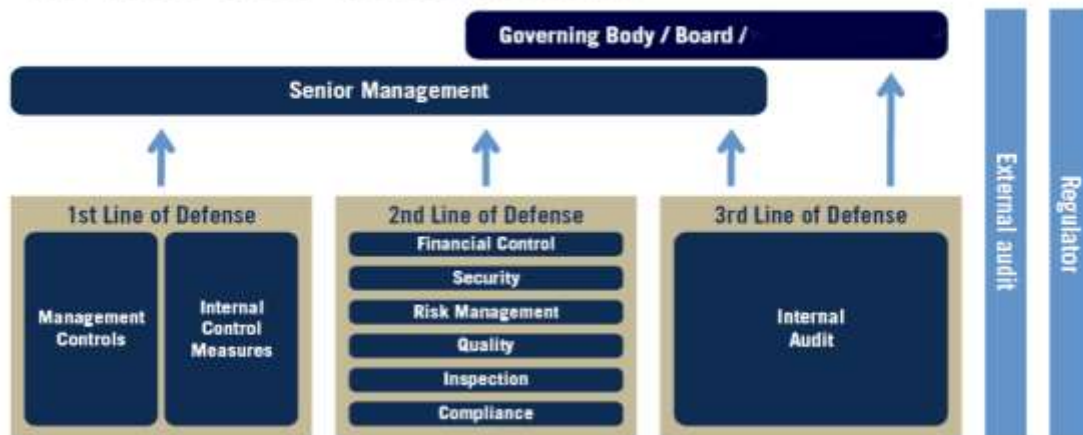 Governing Body / Board /
Senior Management
1st Line of Defense
Management
Controls
Internal
Control
Measures
2nd Line of Defense
Financial Control
Security
Risk Management
Quality
Inspection
Compliance
3rd Line of Defense
Internal
Audit
External audit
Regulator